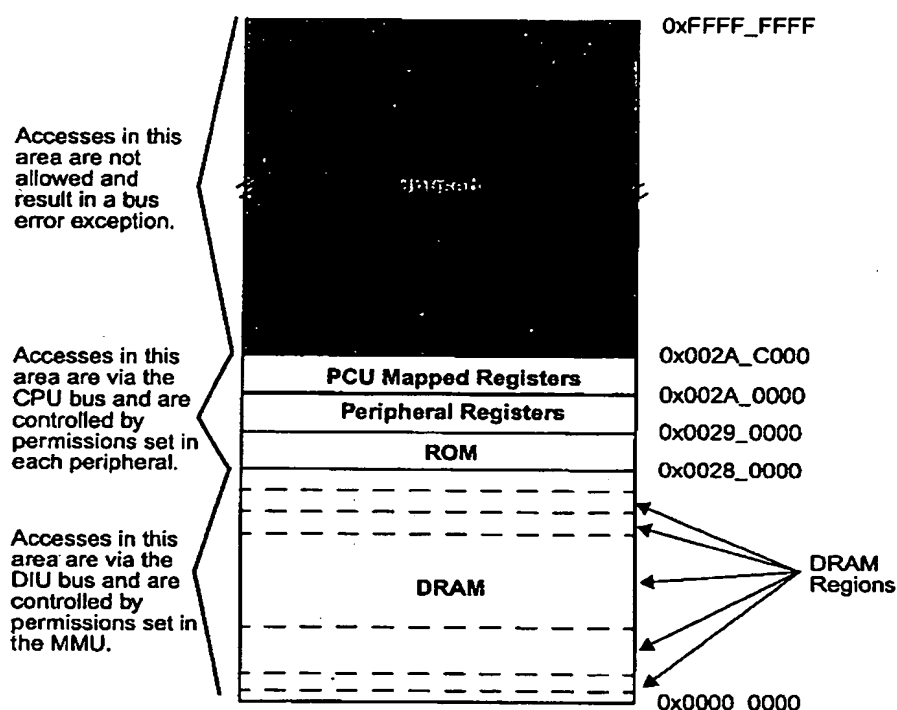 0xFFFF_FFFF
Accesses in this
area are not
allowed and
result in a bus
error exception.
Accesses in this
area are via the
CPU bus and are
controlled by
permissions set in
each peripheral.
0x002A_C000
PCU Mapped Registers
0x002A_0000
Peripheral Registers
0x0029_0000
ROM
0x0028_0000
Accesses in this
area are via the
DIU bus and are
controlled by
permissions set in
the MMU.
DRAM
DRAM
Regions
0x0000_0000